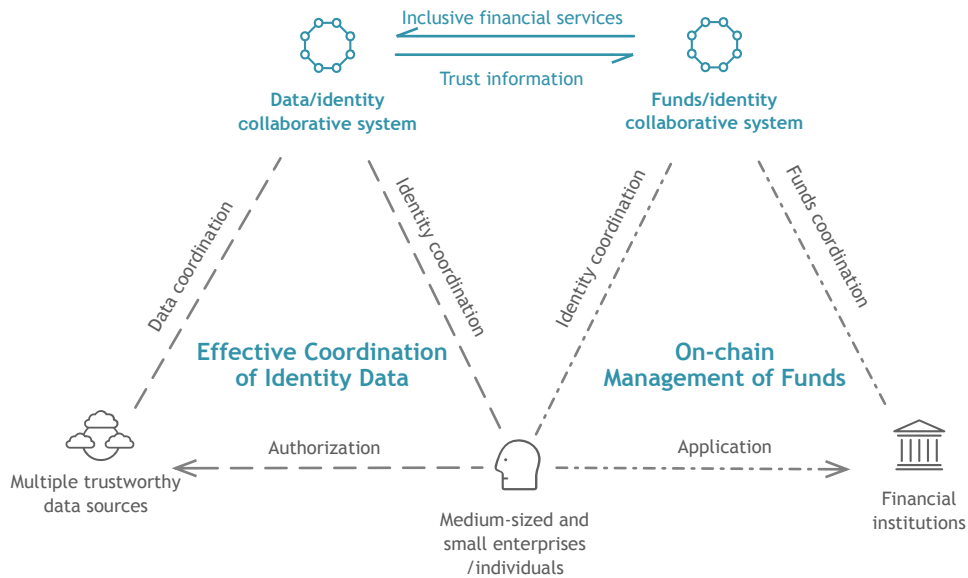 Inclusive financial services
Trust information
Data/identity
collaborative system
Funds/identity
collaborative system
Data coordination
Identity coordination
Identity coordination
Funds coordination
Effective Coordination
of Identity Data
On-chain
Management of Funds
Authorization
Application
Multiple trustworthy
data sources
Medium-sized and
small enterprises
/individuals
Financial
institutions